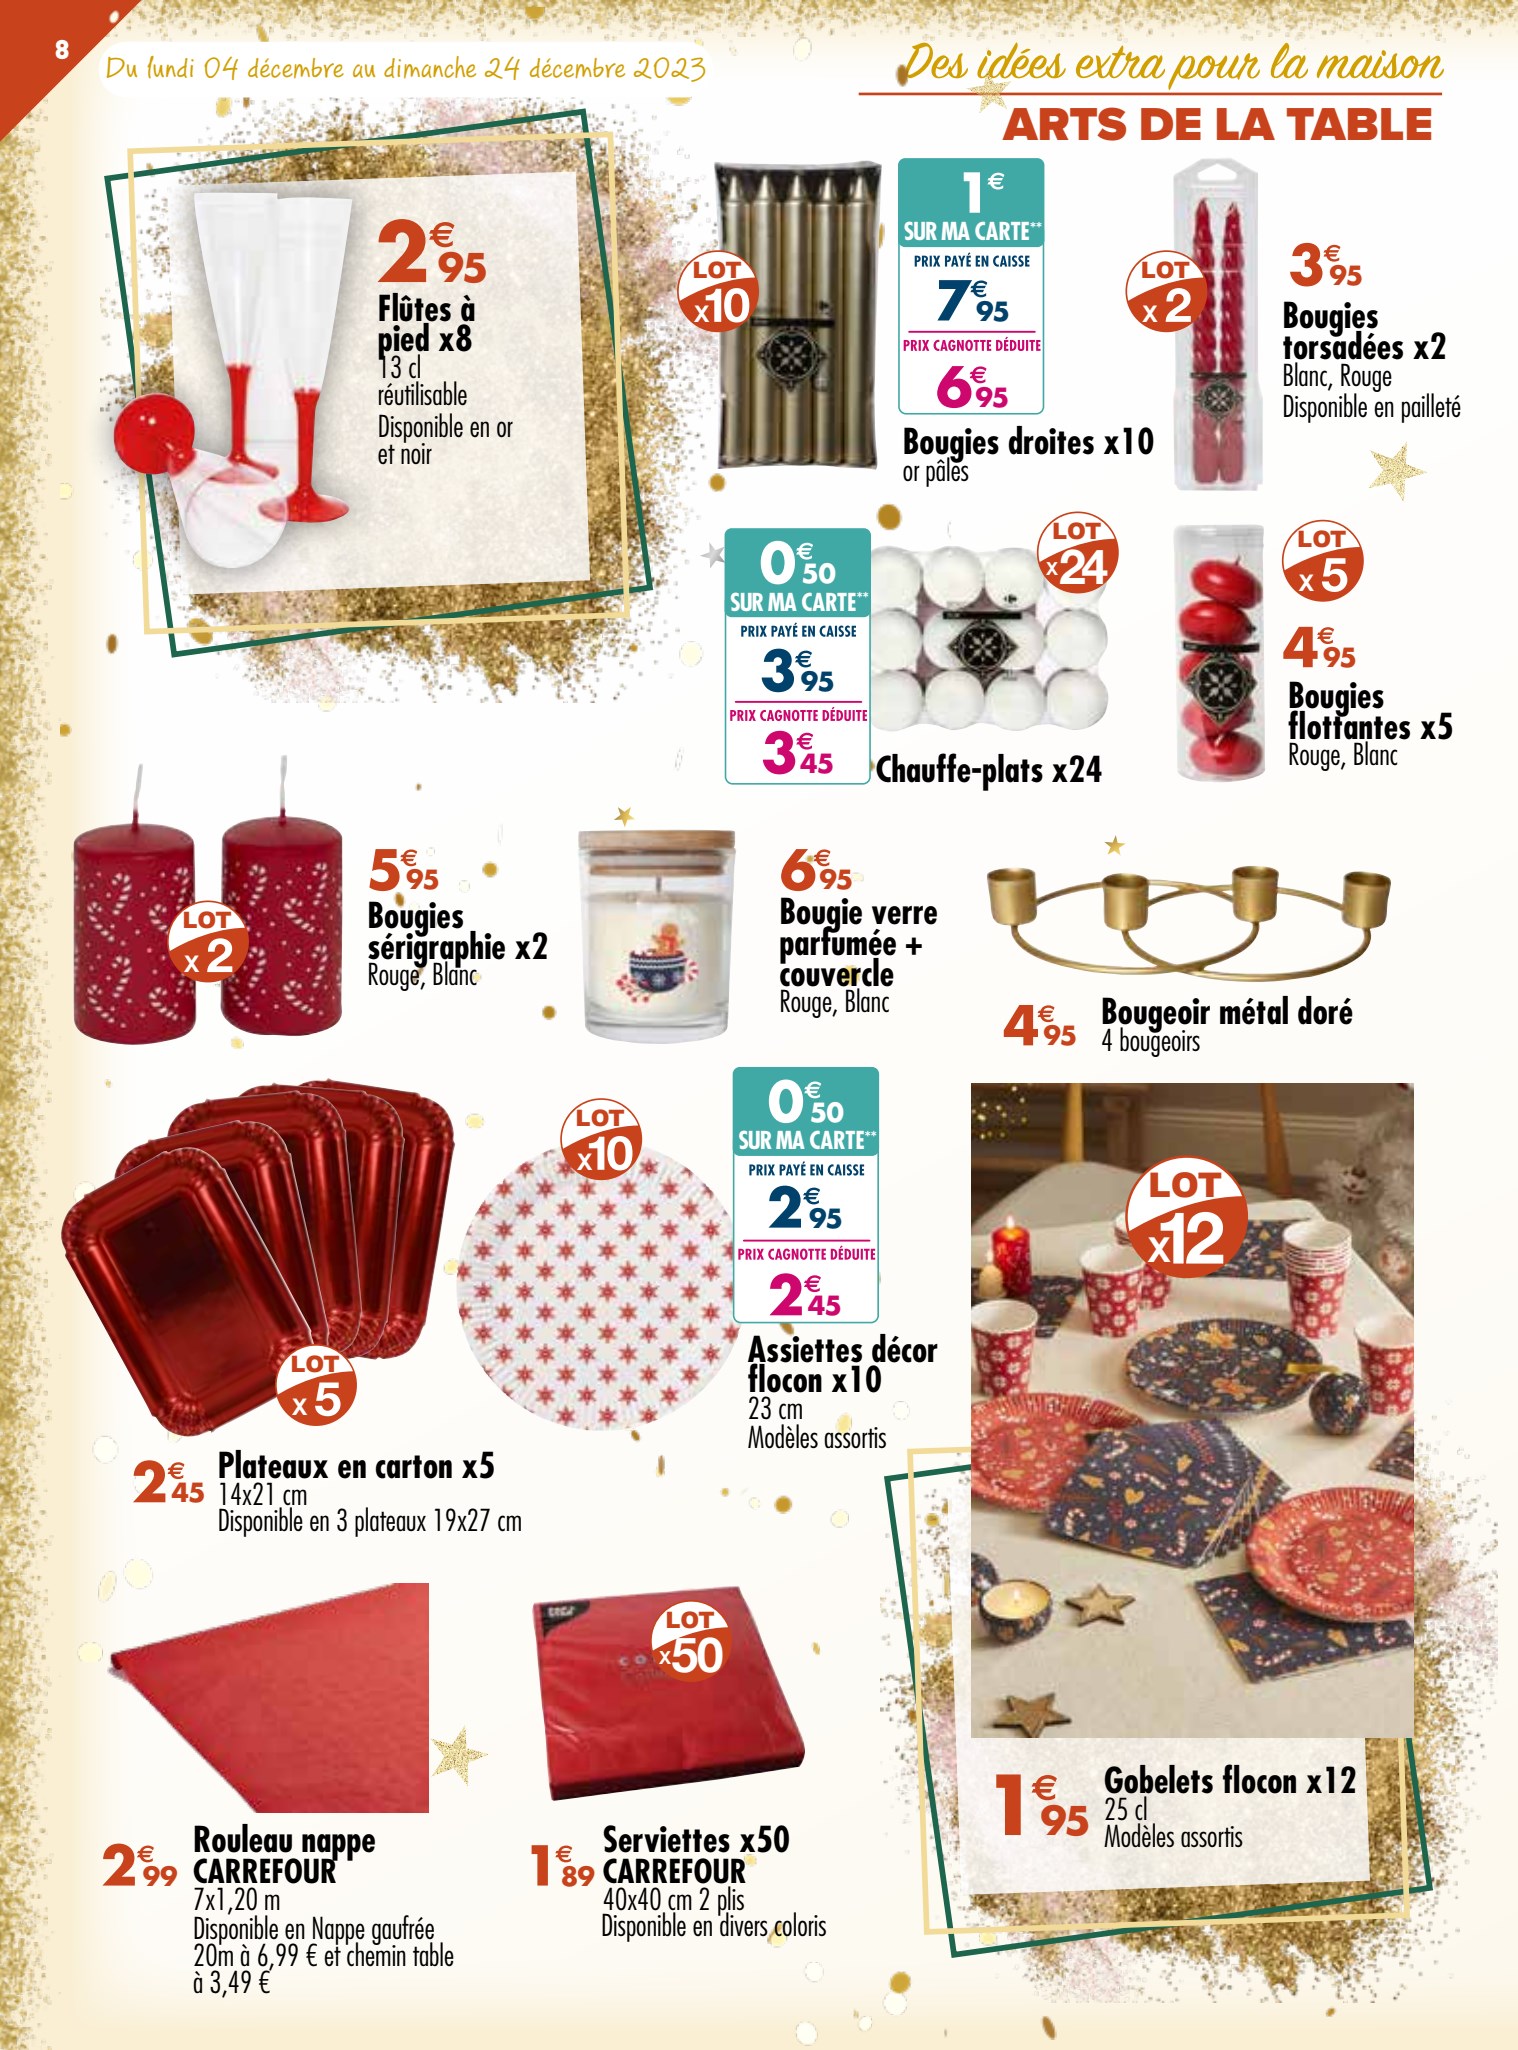 8
Du lundi 04 décembre au dimanche 24 décembre 2023
Des idées extra pour la maison
ARTS DE LA TABLE
2€95
Flûtes à
pied x8
13 cl
réutilisable
Disponible en or
et noir
LOT
x10
1€
SUR MA CARTE**
PRIX PAYÉ EN CAISSE
7€95
PRIX CAGNOTTE DÉDUITE
6€95
Bougies droites x10
or pâles
LOT
x 2
3€95
Bougies
torsadées x2
Blanc, Rouge
Disponible en pailleté
0€50
SUR MA CARTE**
PRIX PAYÉ EN CAISSE
3€95
PRIX CAGNOTTE DÉDUITE
3€45
LOT
x24
Chauffe-plats x24
LOT
x 5
4€95
Bougies
flottantes x5
Rouge, Blanc
LOT
x 2
5€95
Bougies
sérigraphie x2
Rouge, Blanc
6€95
Bougie verre
parfumée +
couvercle
Rouge, Blanc
4€95
Bougeoir métal doré
4 bougeoirs
LOT
x 5
2€45
Plateaux en carton x5
14x21 cm
Disponible en 3 plateaux 19x27 cm
LOT
x10
0€50
SUR MA CARTE**
PRIX PAYÉ EN CAISSE
2€95
PRIX CAGNOTTE DÉDUITE
2€45
Assiettes décor
flocon x10
23 cm
Modèles assortis
LOT
x12
1€95
Gobelets flocon x12
25 cl
Modèles assortis
2€99
Rouleau nappe
CARREFOUR
7x1,20 m
Disponible en Nappe gaufrée
20m à 6,99 € et chemin table
à 3,49 €
LOT
x50
1€89
Serviettes x50
CARREFOUR
40x40 cm 2 plis
Disponible en divers coloris